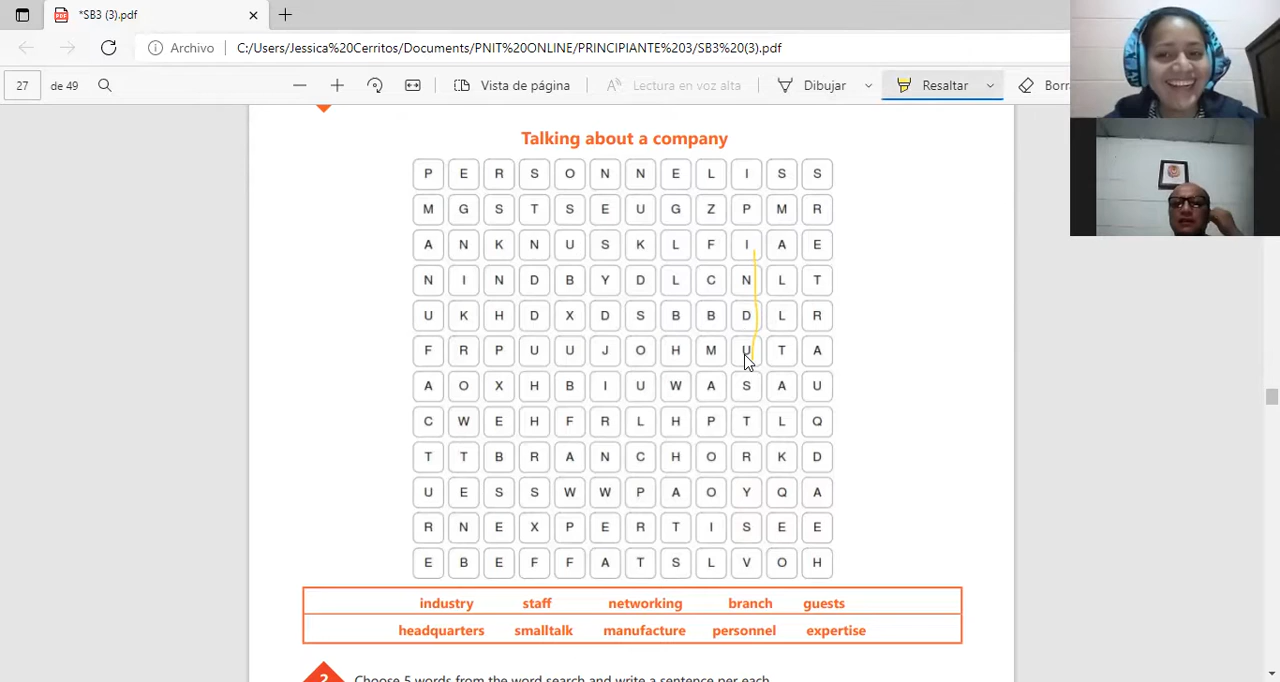 *SB3 (3).pdf
Archivo C:/Users/Jessica%20Cerritos/Documents/PNIT%20ONLINE/PRINCIPIANTE%203/SB3%20(3).pdf
27 de 49 Vista de página Lectura en voz alta Dibujar Resaltar Borra
Talking about a company
P E R S O N N E L I S S
M G S T S E U G Z P M R
A N K N U S K L F I A E
N I N D B Y D L C N L T
U K H D X D S B B D L R
F R P U U J O H M U T A
A O X H B I U W A S A U
C W E H F R L H P T L Q
T T B R A N C H O R K D
U E S S W W P A O Y Q A
R N E X P E R T I S E E
E B E F F A T S L V O H
industry staff networking branch guests
headquarters smalltalk manufacture personnel expertise
2 Choose 5 words from the word search and write a sentence per each